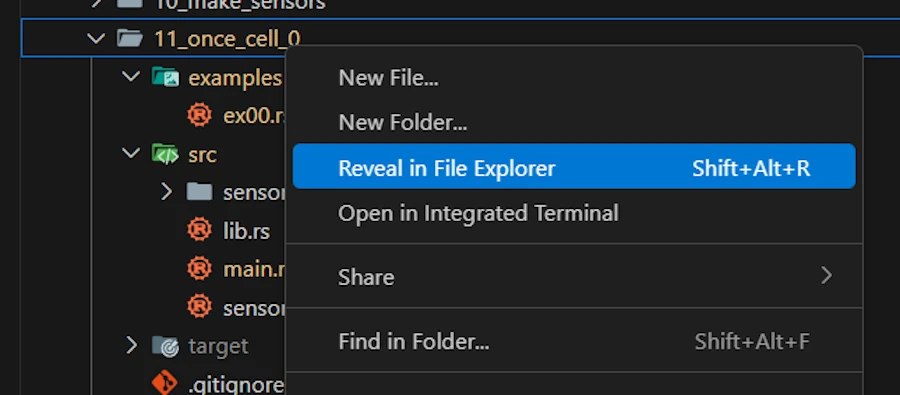 10_make_sensors
11_once_cell_0
examples
ex00.rs
src
sensor
lib.rs
main.r
sensor
target
.gitignore
New File...
New Folder...
Reveal in File Explorer Shift+Alt+R
Open in Integrated Terminal
Share
Find in Folder... Shift+Alt+F